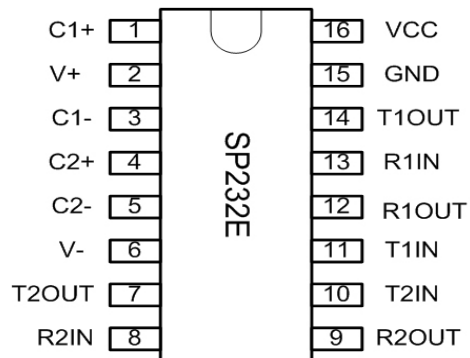 C1+ 1 16 VCC
V+ 2 15 GND
C1- 3 14 T1OUT
C2+ 4 13 R1IN
C2- 5 12 R1OUT
V- 6 11 T1IN
T2OUT 7 10 T2IN
R2IN 8 9 R2OUT
SP232E